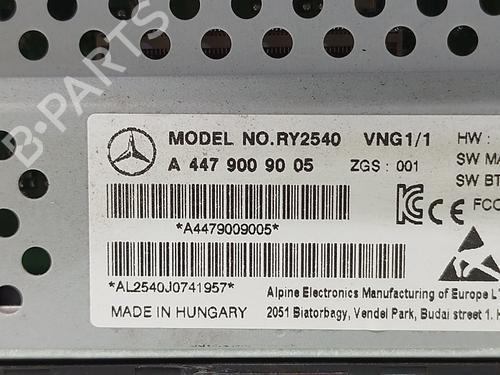 MODEL NO.RY2540 VNG1/1 HW :
A 447 900 90 05 ZGS : 001 SW MA
SW BT
FCC
*A4479009005*
*AL2540J0741957*
Alpine Electronics Manufacturing of Europe LT
MADE IN HUNGARY 2051 Biatorbagy, Vendel Park, Budai street 1. H
B-PARTS